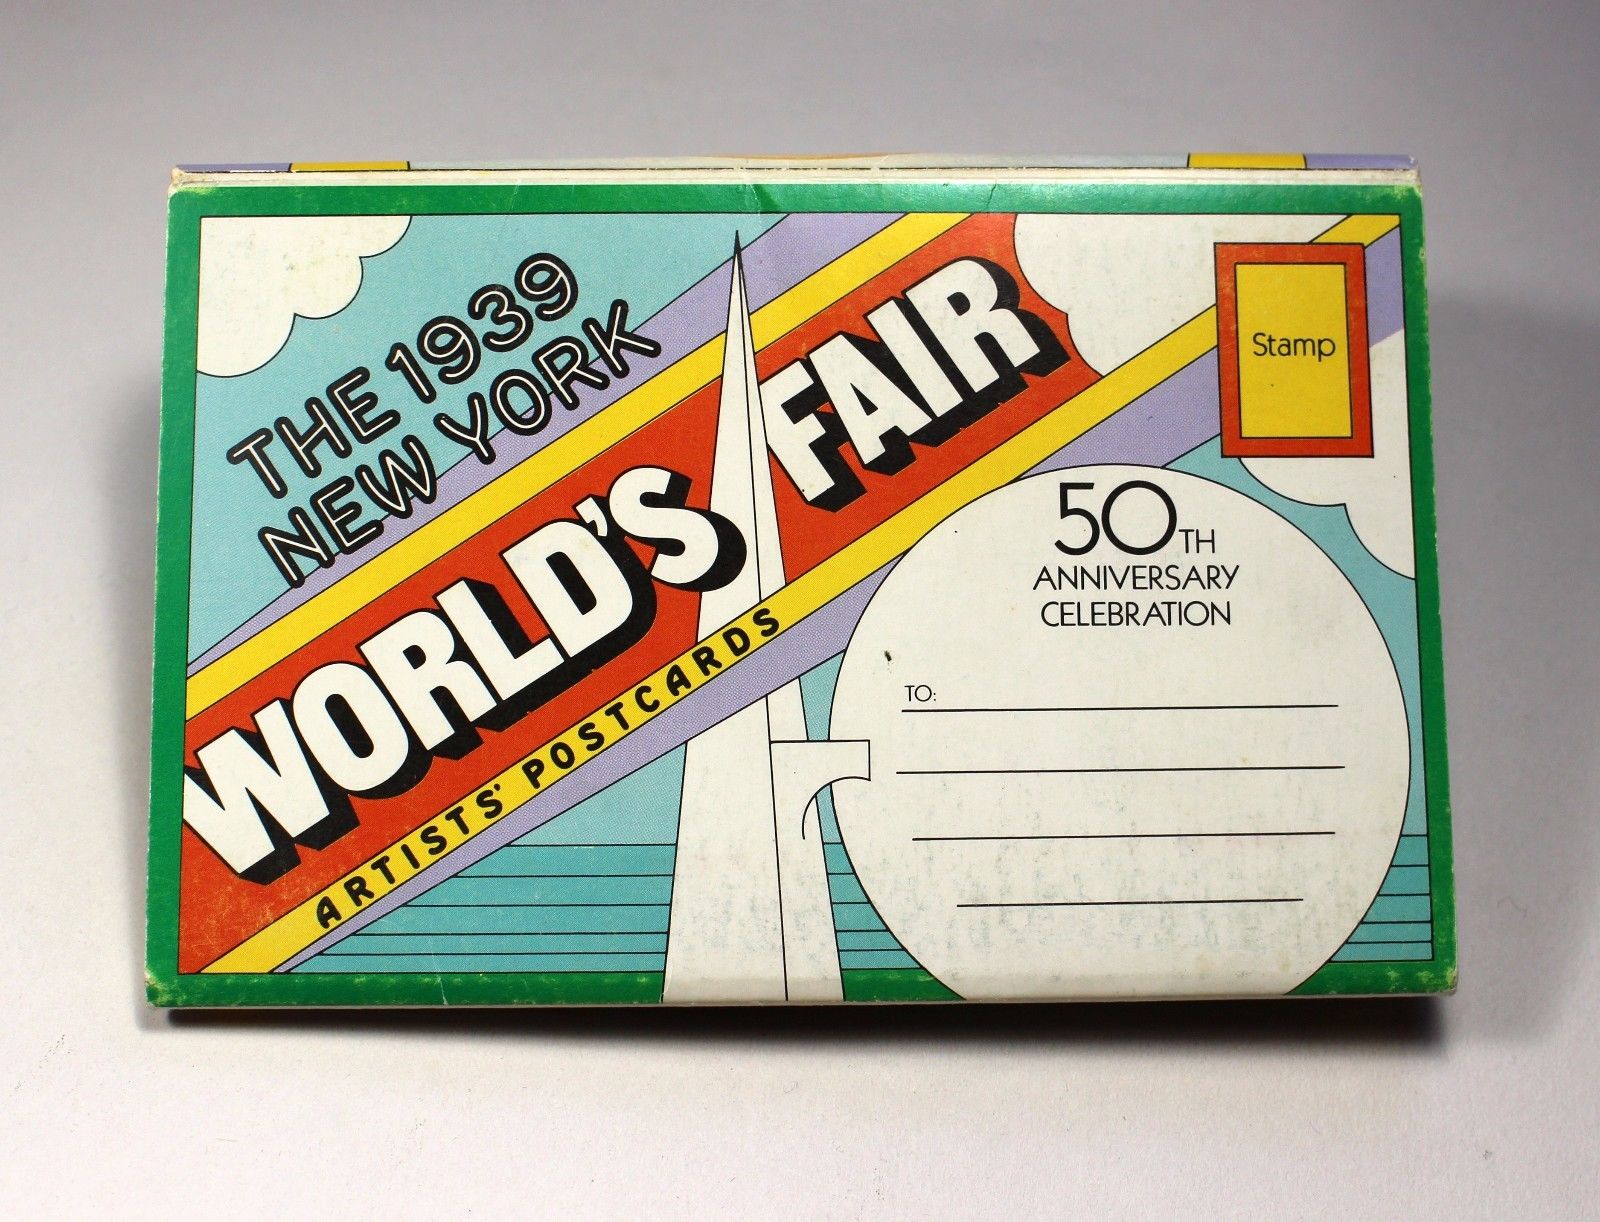 THE 1939
NEW YORK
WORLD'S FAIR
ARTISTS' POSTCARDS
Stamp
50TH
ANNIVERSARY
CELEBRATION
TO: